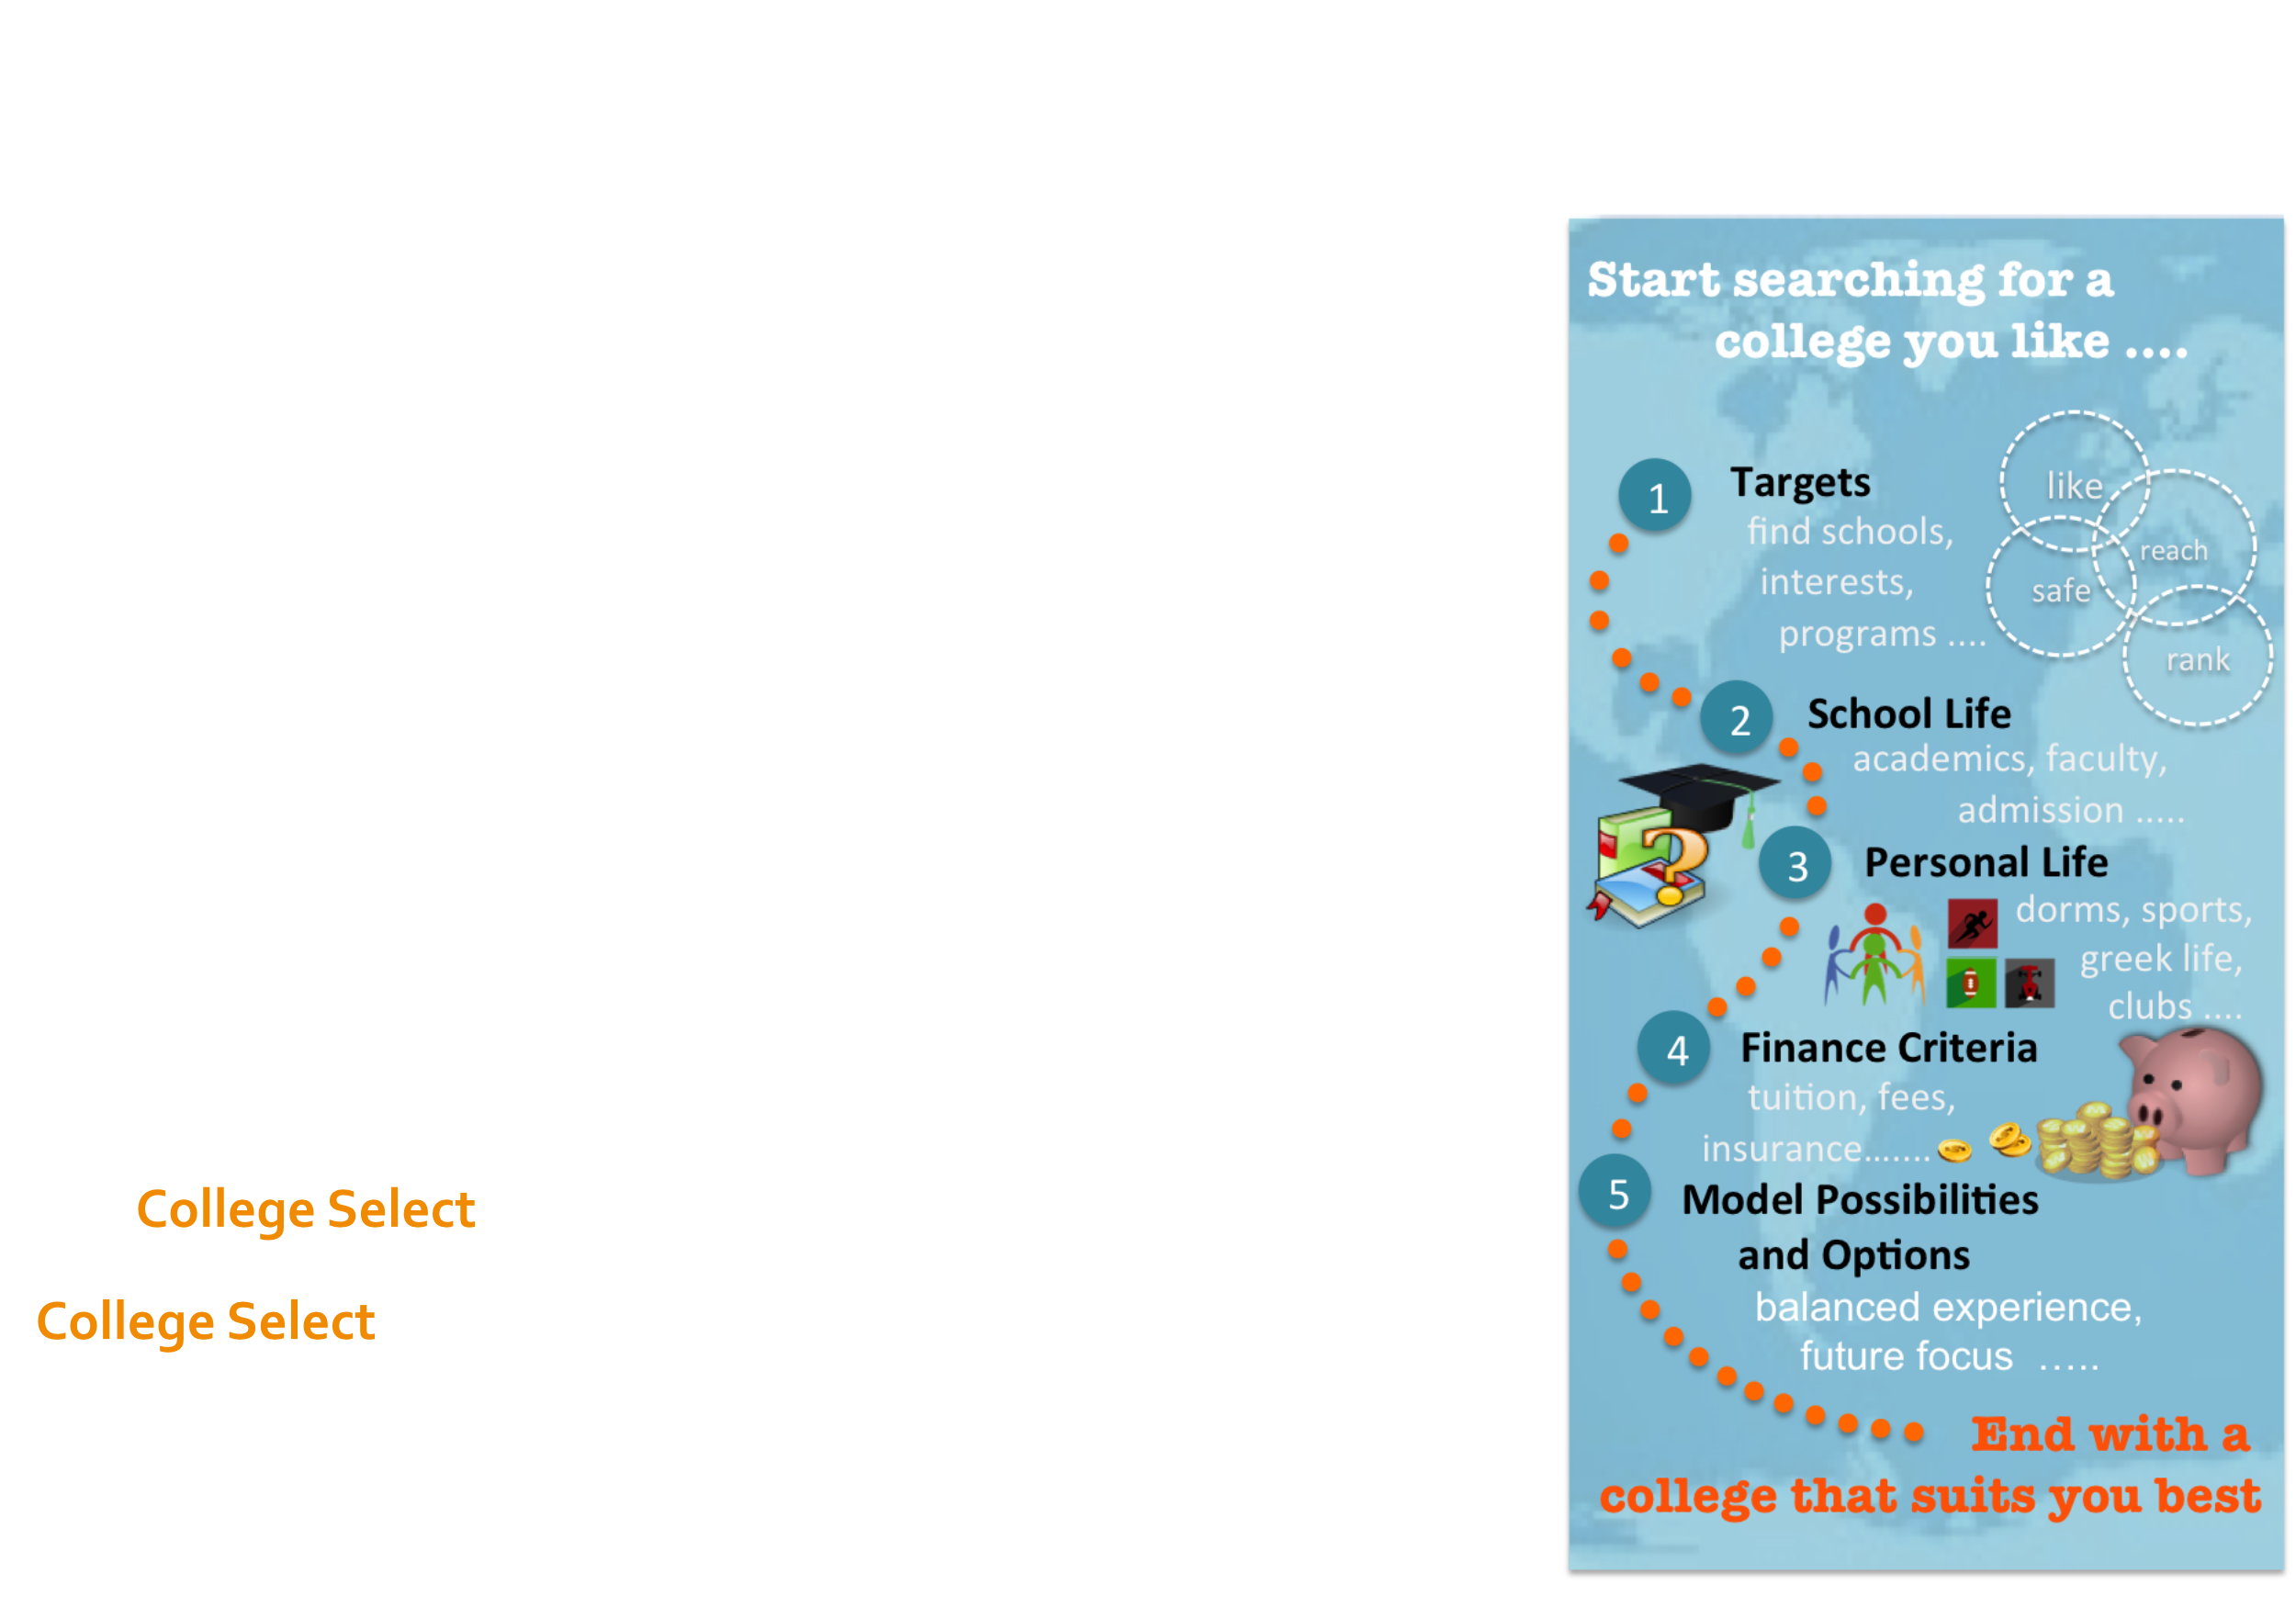 College Select
College Select
Start searching for a
college you like ....
1
Targets
find schools,
interests,
programs ....
like
reach
safe
rank
2
School Life
academics, faculty,
admission .....
3
Personal Life
dorms, sports,
greek life,
clubs ....
4
Finance Criteria
tuition, fees,
insurance.......
5
Model Possibilities
and Options
balanced experience,
future focus .....
End with a
college that suits you best